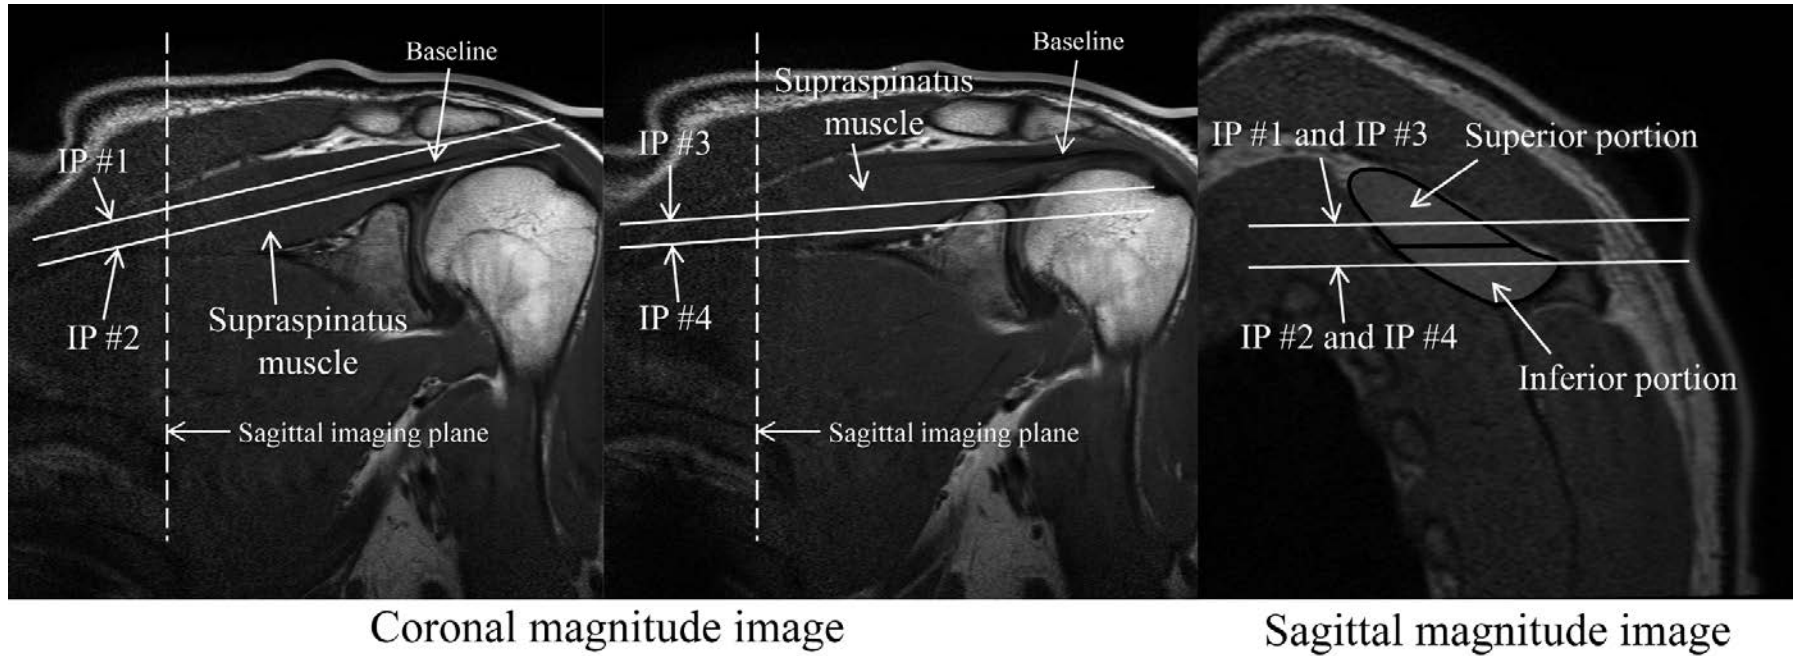 Baseline
IP #1
IP #2
Supraspinatus
muscle
Sagittal imaging plane
Baseline
Supraspinatus
muscle
IP #3
IP #4
Sagittal imaging plane
IP #1 and IP #3
Superior portion
IP #2 and IP #4
Inferior portion
Coronal magnitude image
Sagittal magnitude image